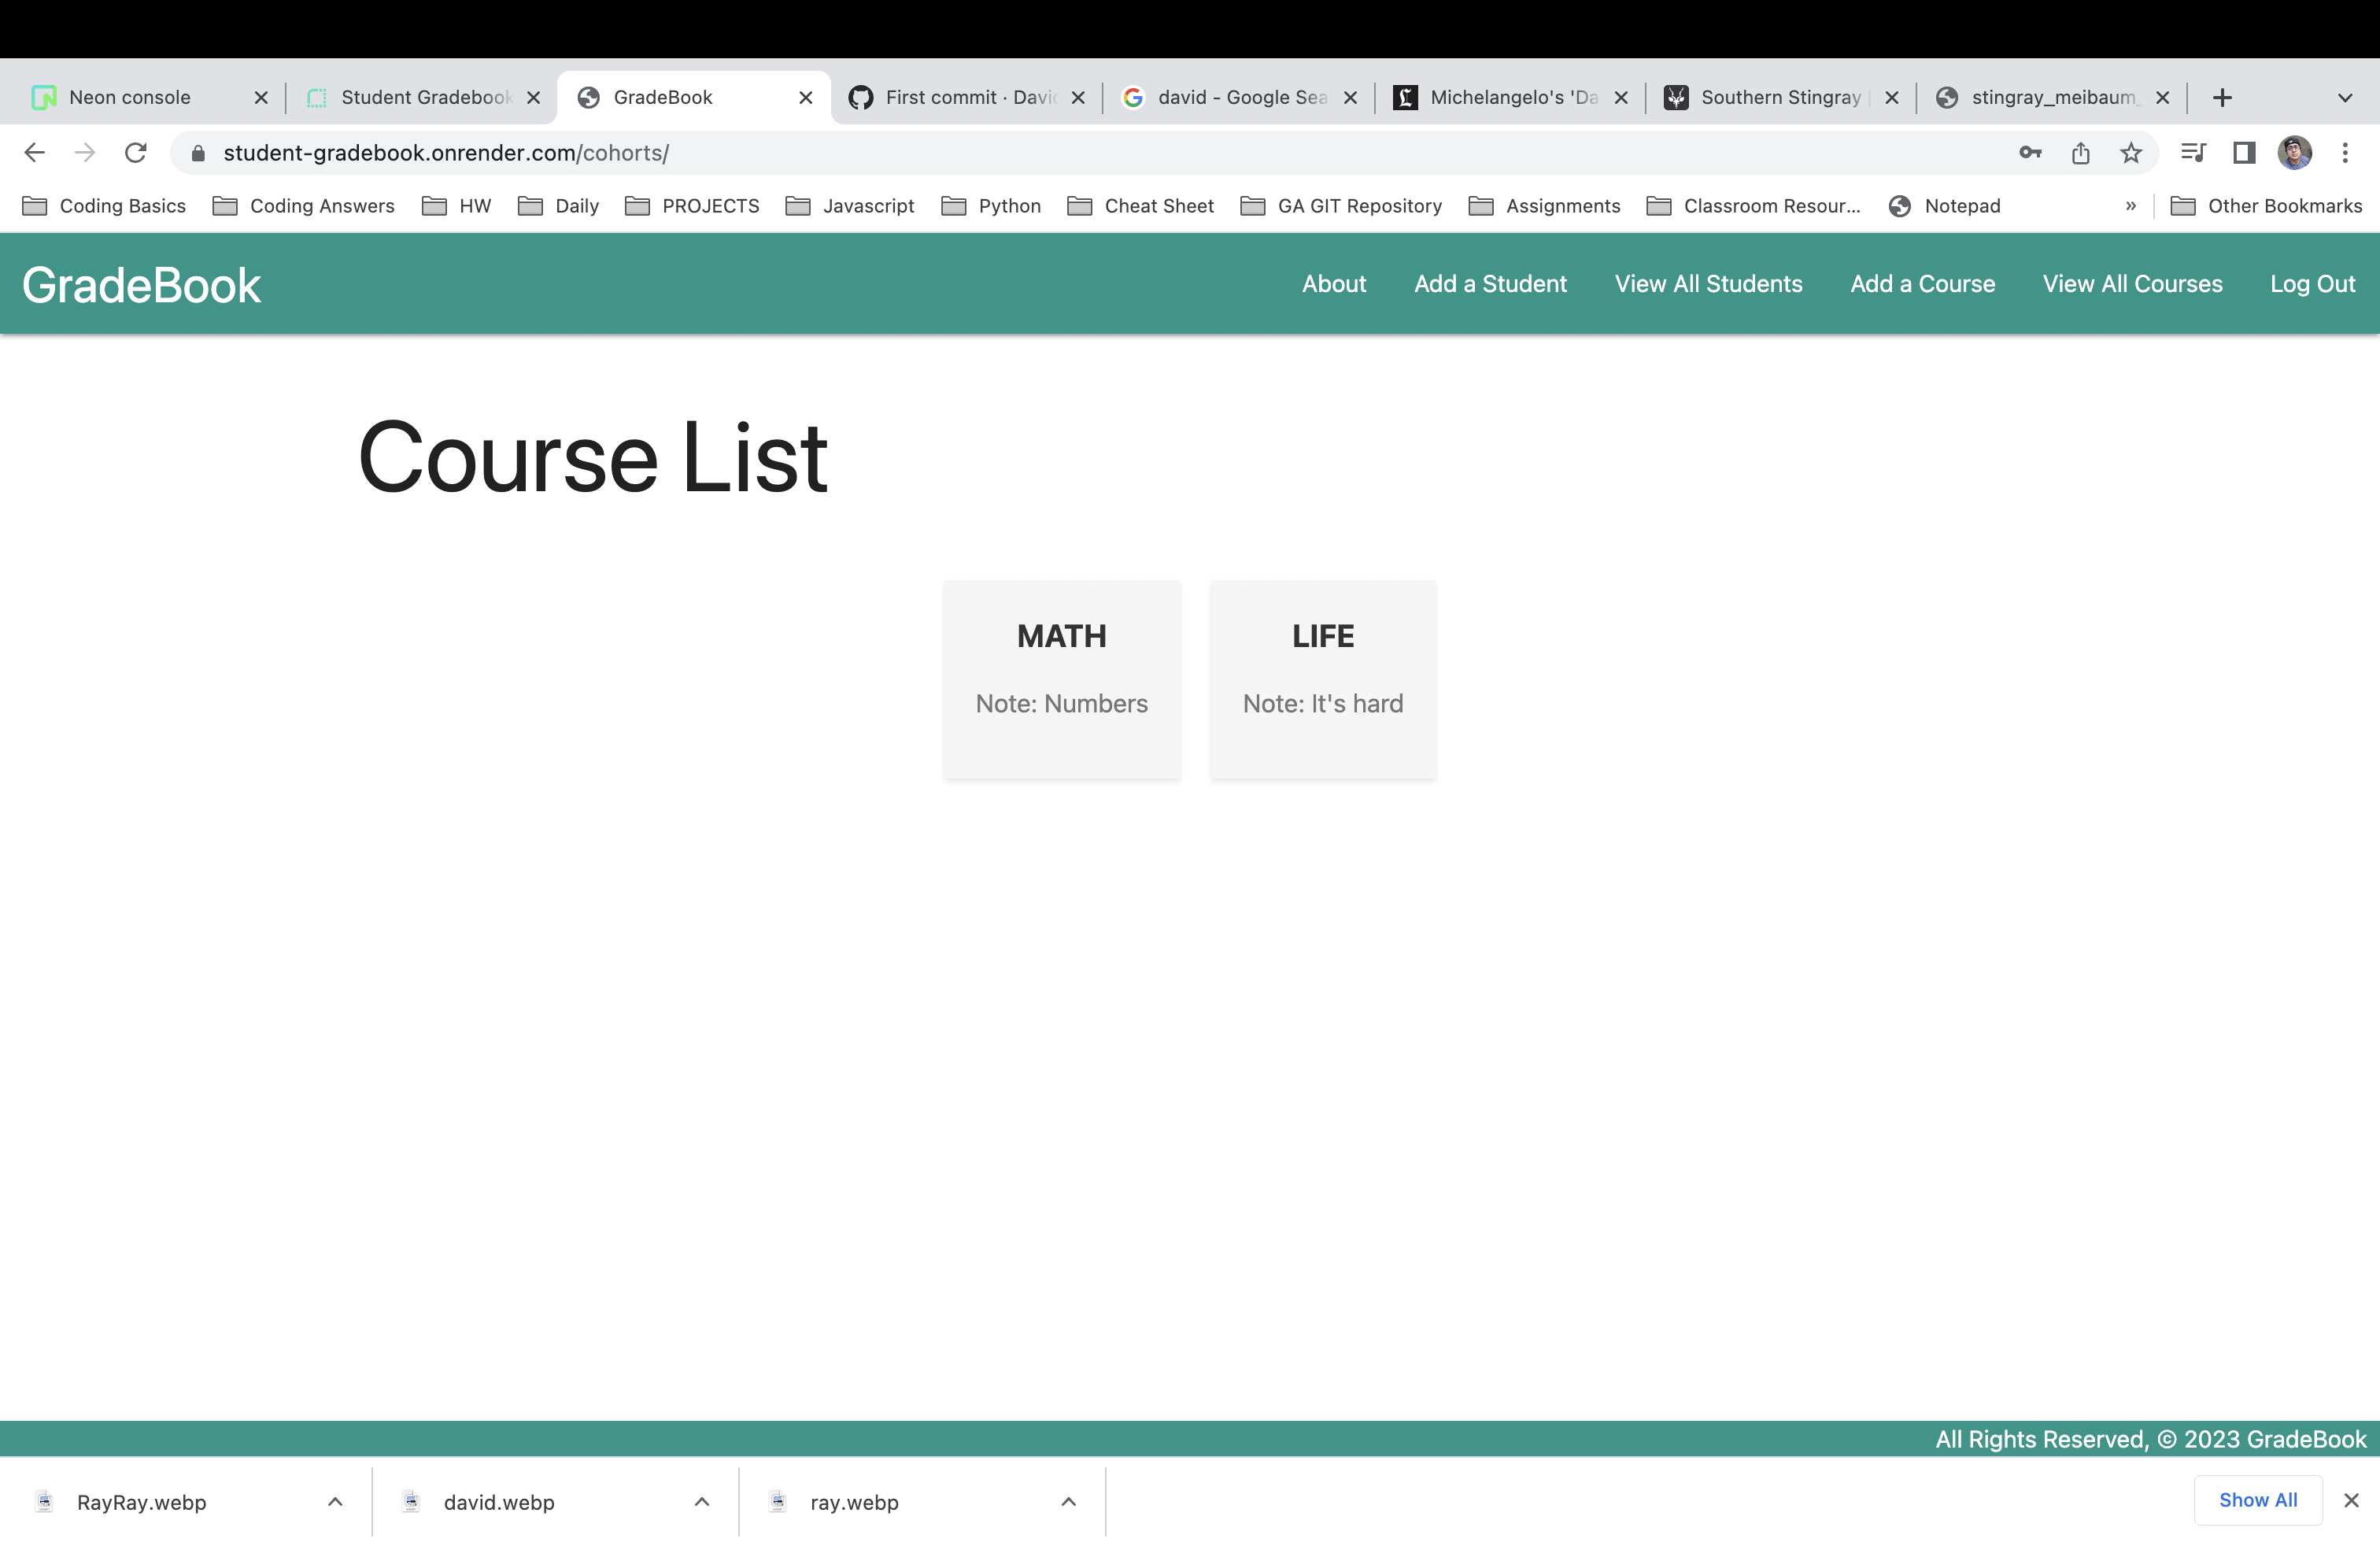 Neon console
Student Gradebook
GradeBook
First commit · Davi
david - Google Sea
Michelangelo's 'Da
Southern Stingray
stingray_meibaum_
student-gradebook.onrender.com/cohorts/
Coding Basics
Coding Answers
HW
Daily
PROJECTS
Javascript
Python
Cheat Sheet
GA GIT Repository
Assignments
Classroom Resour...
Notepad
»
Other Bookmarks
GradeBook
About
Add a Student
View All Students
Add a Course
View All Courses
Log Out
Course List
MATH
Note: Numbers
LIFE
Note: It's hard
All Rights Reserved, © 2023 GradeBook
RayRay.webp
david.webp
ray.webp
Show All